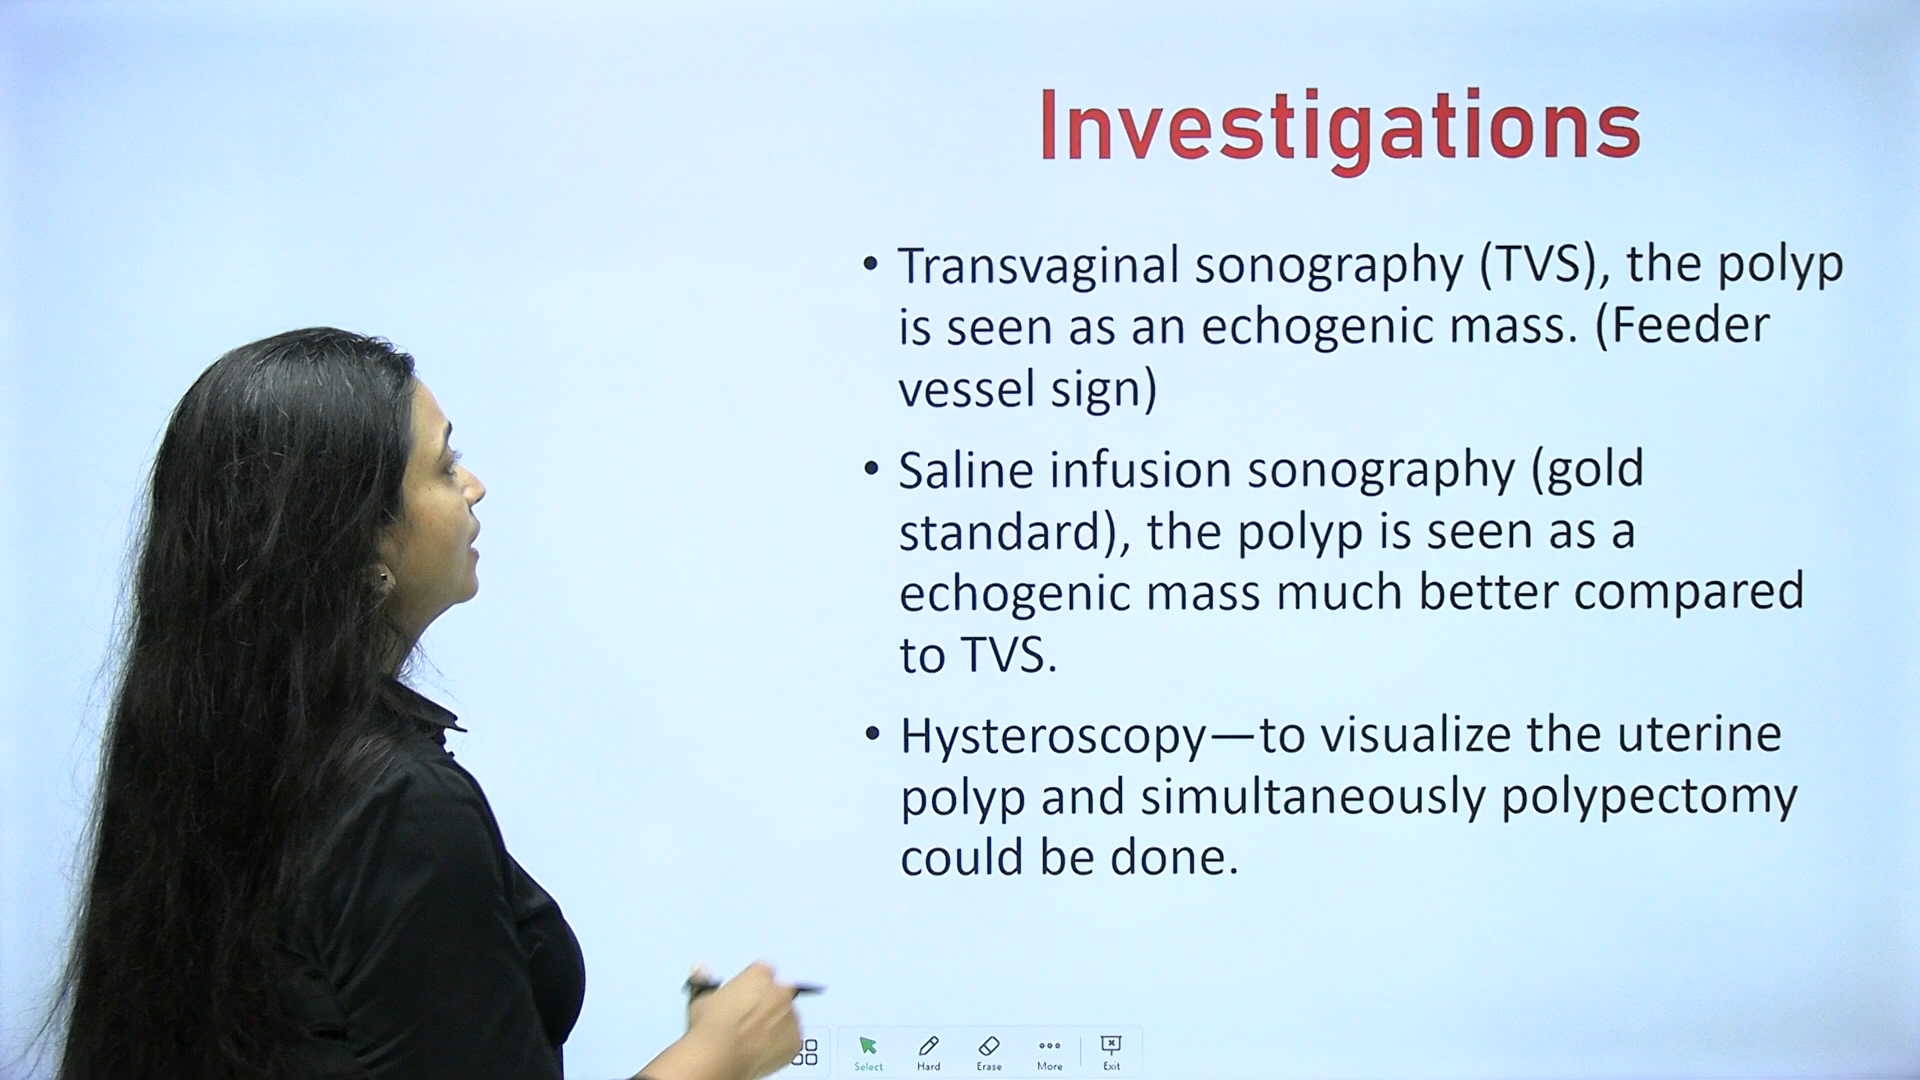 Investigations
• Transvaginal sonography (TVS), the polyp
is seen as an echogenic mass. (Feeder
vessel sign)
• Saline infusion sonography (gold
standard), the polyp is seen as a
echogenic mass much better compared
to TVS.
• Hysteroscopy—to visualize the uterine
polyp and simultaneously polypectomy
could be done.
Select Hard Erase More Exit